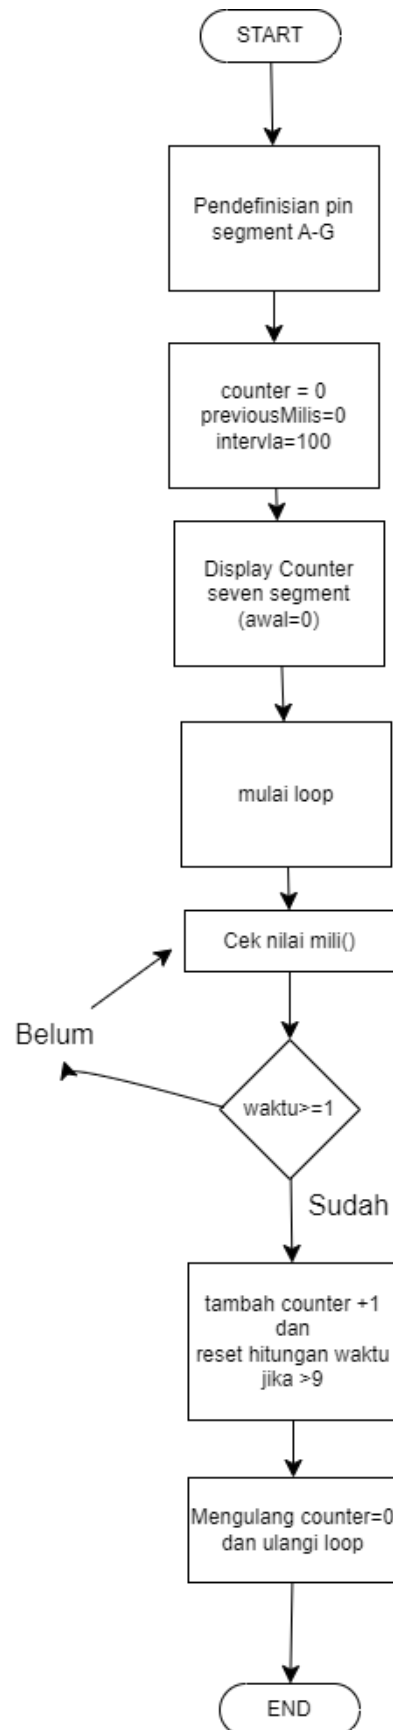 START
Pendefinisian pin
segment A-G
counter = 0
previousMilis=0
intervla=100
Display Counter
seven segment
(awal=0)
mulai loop
Cek nilai mili()
Belum
waktu>=1
Sudah
tambah counter +1
dan
reset hitungan waktu
jika >9
Mengulang counter=0
dan ulangi loop
END